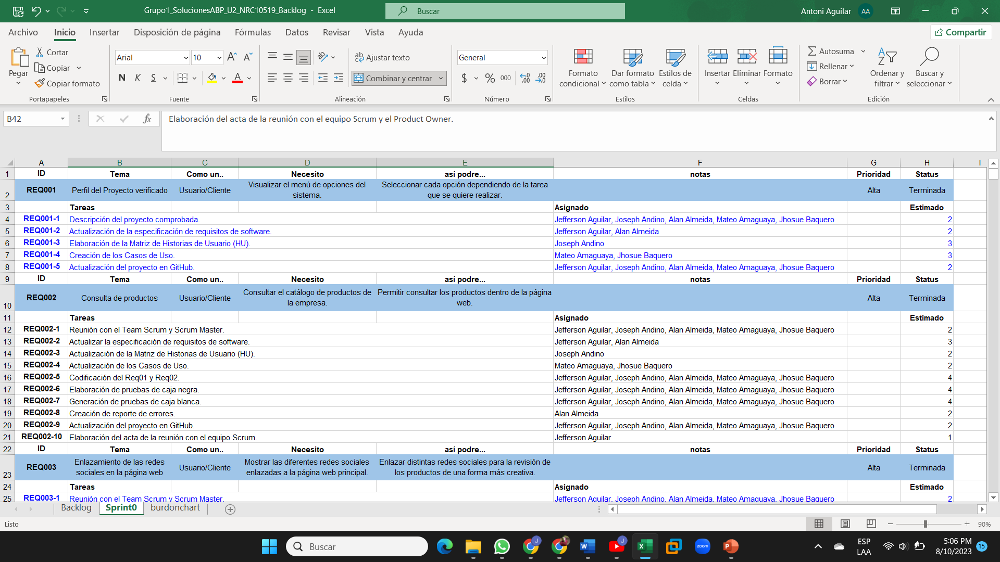 Grupo1_SolucionesABP_U2_NRC10519_Backlog - Excel
Buscar
Antoni Aguilar AA
Archivo Inicio Insertar Disposición de página Fórmulas Datos Revisar Vista Ayuda Compartir
Pegar
Cortar
Copiar
Copiar formato
Portapapeles
Arial 10
N K S A
Fuente
Ajustar texto
Combinar y centrar
Alineación
General
$ % 000
Número
Formato condicional
Dar formato como tabla
Estilos de celda
Estilos
Insertar Eliminar Formato
Celdas
Autosuma
Rellenar
Borrar
Ordenar y filtrar
Buscar y seleccionar
Edición
B42 fx Elaboración del acta de la reunión con el equipo Scrum y el Product Owner.
A B C D E F G H I
1 ID Tema Como un.. Necesito así podre... notas Prioridad Status
2 REQ001 Perfil del Proyecto verificado Usuario/Cliente Visualizar el menú de opciones del sistema. Seleccionar cada opción dependiendo de la tarea que se quiere realizar. Alta Terminada
3 Tareas Asignado Estimado
4 REQ001-1 Descripción del proyecto comprobada. Jefferson Aguilar, Joseph Andino, Alan Almeida, Mateo Amaguaya, Jhosue Baquero 2
5 REQ001-2 Actualización de la especificación de requisitos de software. Jefferson Aguilar, Alan Almeida 2
6 REQ001-3 Elaboración de la Matriz de Historias de Usuario (HU). Joseph Andino 3
7 REQ001-4 Creación de los Casos de Uso. Mateo Amaguaya, Jhosue Baquero 3
8 REQ001-5 Actualización del proyecto en GitHub. Jefferson Aguilar, Joseph Andino, Alan Almeida, Mateo Amaguaya, Jhosue Baquero 2
9 ID Tema Como un.. Necesito así podre... notas Prioridad Status
10 REQ002 Consulta de productos Usuario/Cliente Consultar el catálogo de productos de la empresa. Permitir consultar los productos dentro de la página web. Alta Terminada
11 Tareas Asignado Estimado
12 REQ002-1 Reunión con el Team Scrum y Scrum Master. Jefferson Aguilar, Joseph Andino, Alan Almeida, Mateo Amaguaya, Jhosue Baquero 2
13 REQ002-2 Actualizar la especificación de requisitos de software. Jefferson Aguilar, Alan Almeida 3
14 REQ002-3 Actualización de la Matriz de Historias de Usuario (HU). Joseph Andino 2
15 REQ002-4 Actualización de los Casos de Uso. Mateo Amaguaya, Jhosue Baquero 2
16 REQ002-5 Codificación del Req01 y Req02. Jefferson Aguilar, Joseph Andino, Alan Almeida, Mateo Amaguaya, Jhosue Baquero 4
17 REQ002-6 Elaboración de pruebas de caja negra. Jefferson Aguilar, Joseph Andino, Alan Almeida, Mateo Amaguaya, Jhosue Baquero 4
18 REQ002-7 Generación de pruebas de caja blanca. Jefferson Aguilar, Joseph Andino, Alan Almeida, Mateo Amaguaya, Jhosue Baquero 4
19 REQ002-8 Creación de reporte de errores. Alan Almeida 2
20 REQ002-9 Actualización del proyecto en GitHub. Jefferson Aguilar, Joseph Andino, Alan Almeida, Mateo Amaguaya, Jhosue Baquero 2
21 REQ002-10 Elaboración del acta de la reunión con el equipo Scrum. Jefferson Aguilar 1
22 ID Tema Como un.. Necesito así podre... notas Prioridad Status
23 REQ003 Enlazamiento de las redes sociales en la página web Usuario/Cliente Mostrar las diferentes redes sociales enlazadas a la página web principal. Enlazar distintas redes sociales para la revisión de los productos de una forma más creativa. Alta Terminada
24 Tareas Asignado Estimado
25 REQ003-1 Reunión con el Team Scrum y Scrum Master. Jefferson Aguilar, Joseph Andino, Alan Almeida, Mateo Amaguaya, Jhosue Baquero 2
Backlog Sprint0 burdonchart
Listo 90%
Buscar
zoom
ESP
LAA
5:06 PM
8/10/2023
15